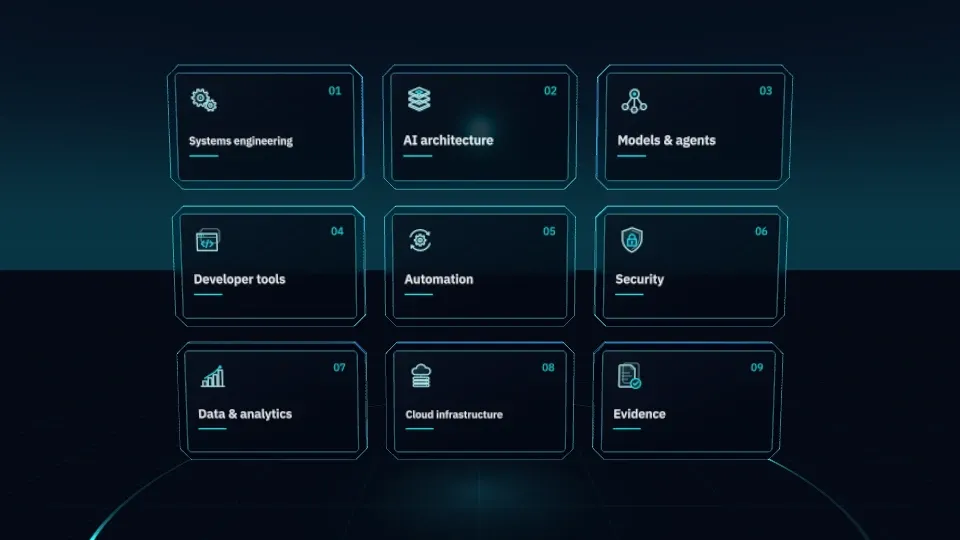 01
Systems engineering
02
AI architecture
03
Models & agents
04
Developer tools
05
Automation
06
Security
07
Data & analytics
08
Cloud infrastructure
09
Evidence